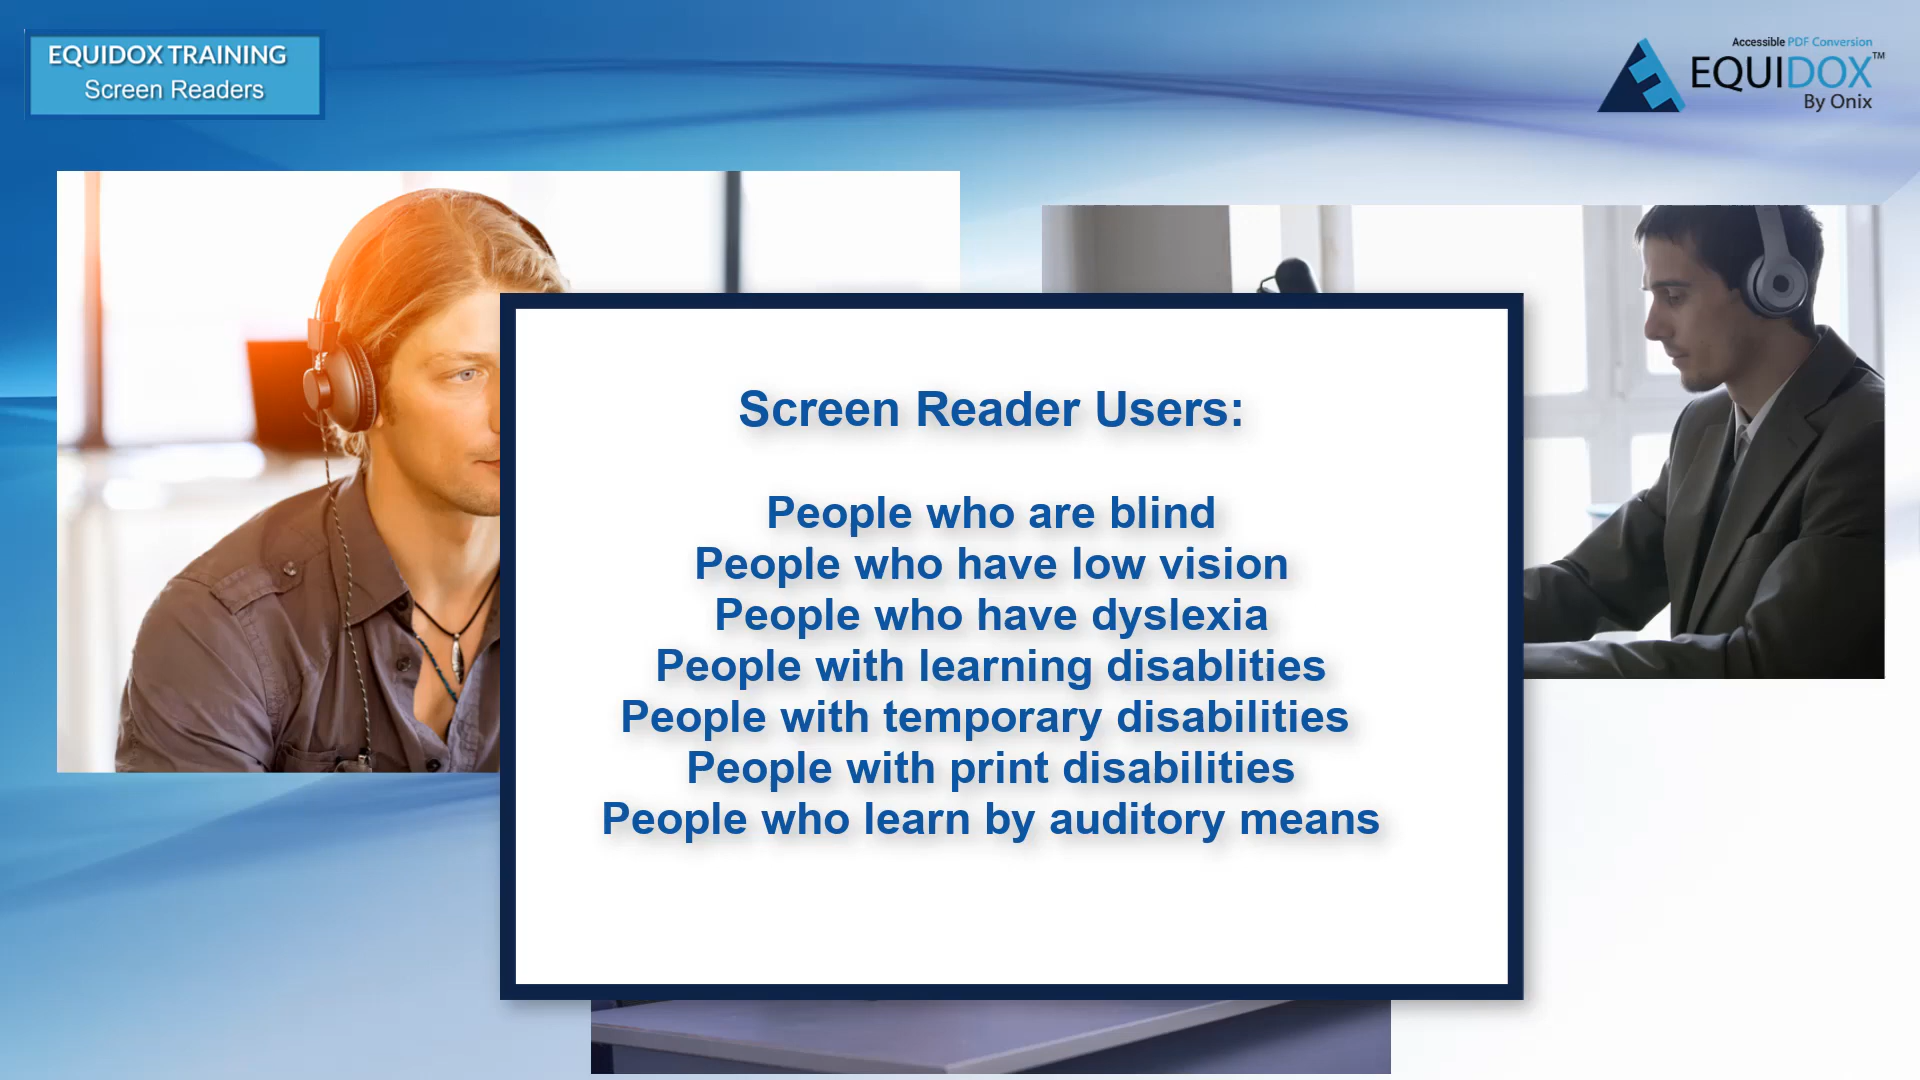 EQUIDOX TRAINING
Screen Readers
Accessible PDF Conversion
EQUIDOX™
By Onix
Screen Reader Users:
People who are blind
People who have low vision
People who have dyslexia
People with learning disablities
People with temporary disabilities
People with print disabilities
People who learn by auditory means